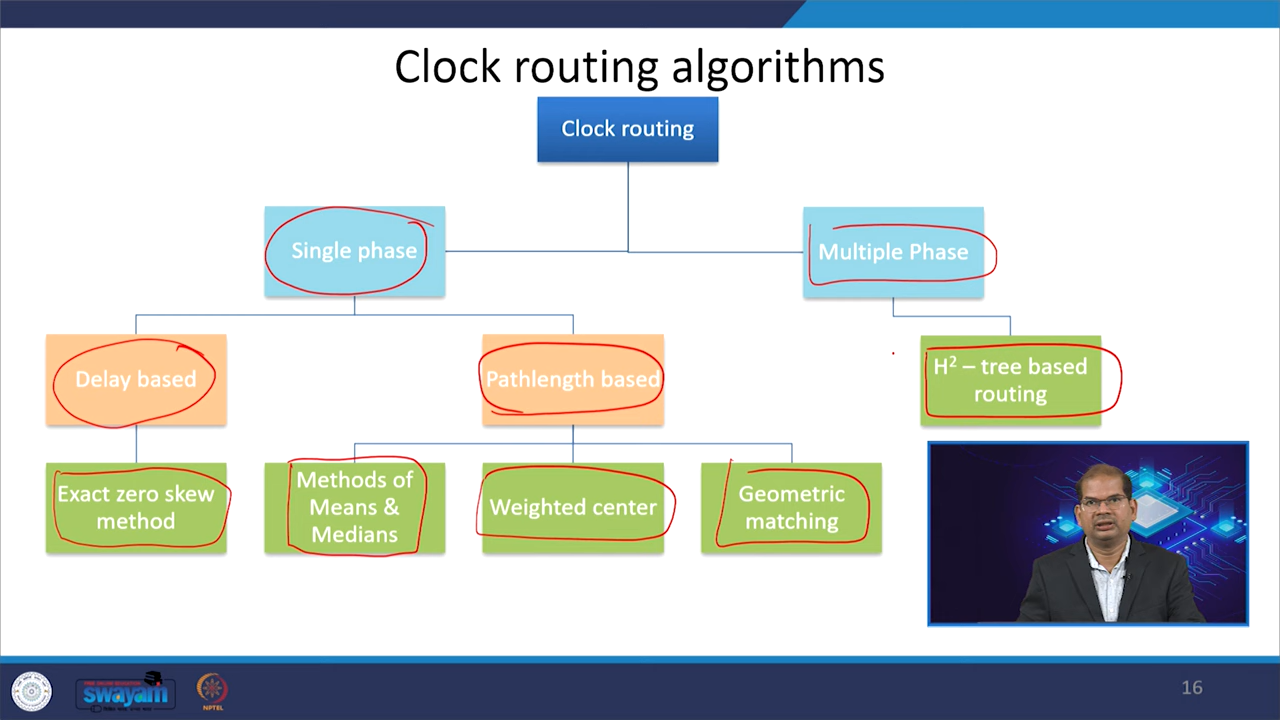 Clock routing algorithms
Clock routing
Single phase
Multiple Phase
Delay based
Pathlength based
H² – tree based
routing
Exact zero skew
method
Methods of
Means &
Medians
Weighted center
Geometric
matching
swayam
NPTEL
16